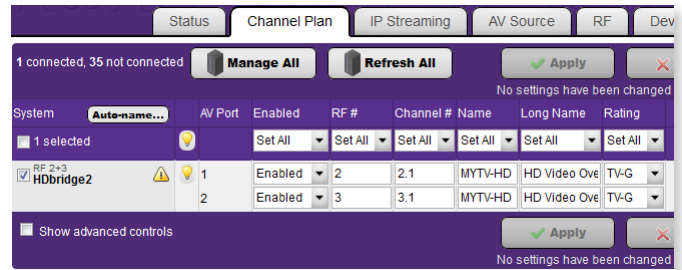 Status Channel Plan IP Streaming AV Source RF Dev
1 connected, 35 not connected Manage All Refresh All Apply
No settings have been changed
System Auto-name... AV Port Enabled RF # Channel # Name Long Name Rating
1 selected Set All Set All Set All Set All Set All Set All
RF 2+3
HDbridge2 1 Enabled 2 2.1 MYTV-HD HD Video Ove TV-G
2 Enabled 3 3.1 MYTV-HD HD Video Ove TV-G
Show advanced controls Apply
No settings have been changed